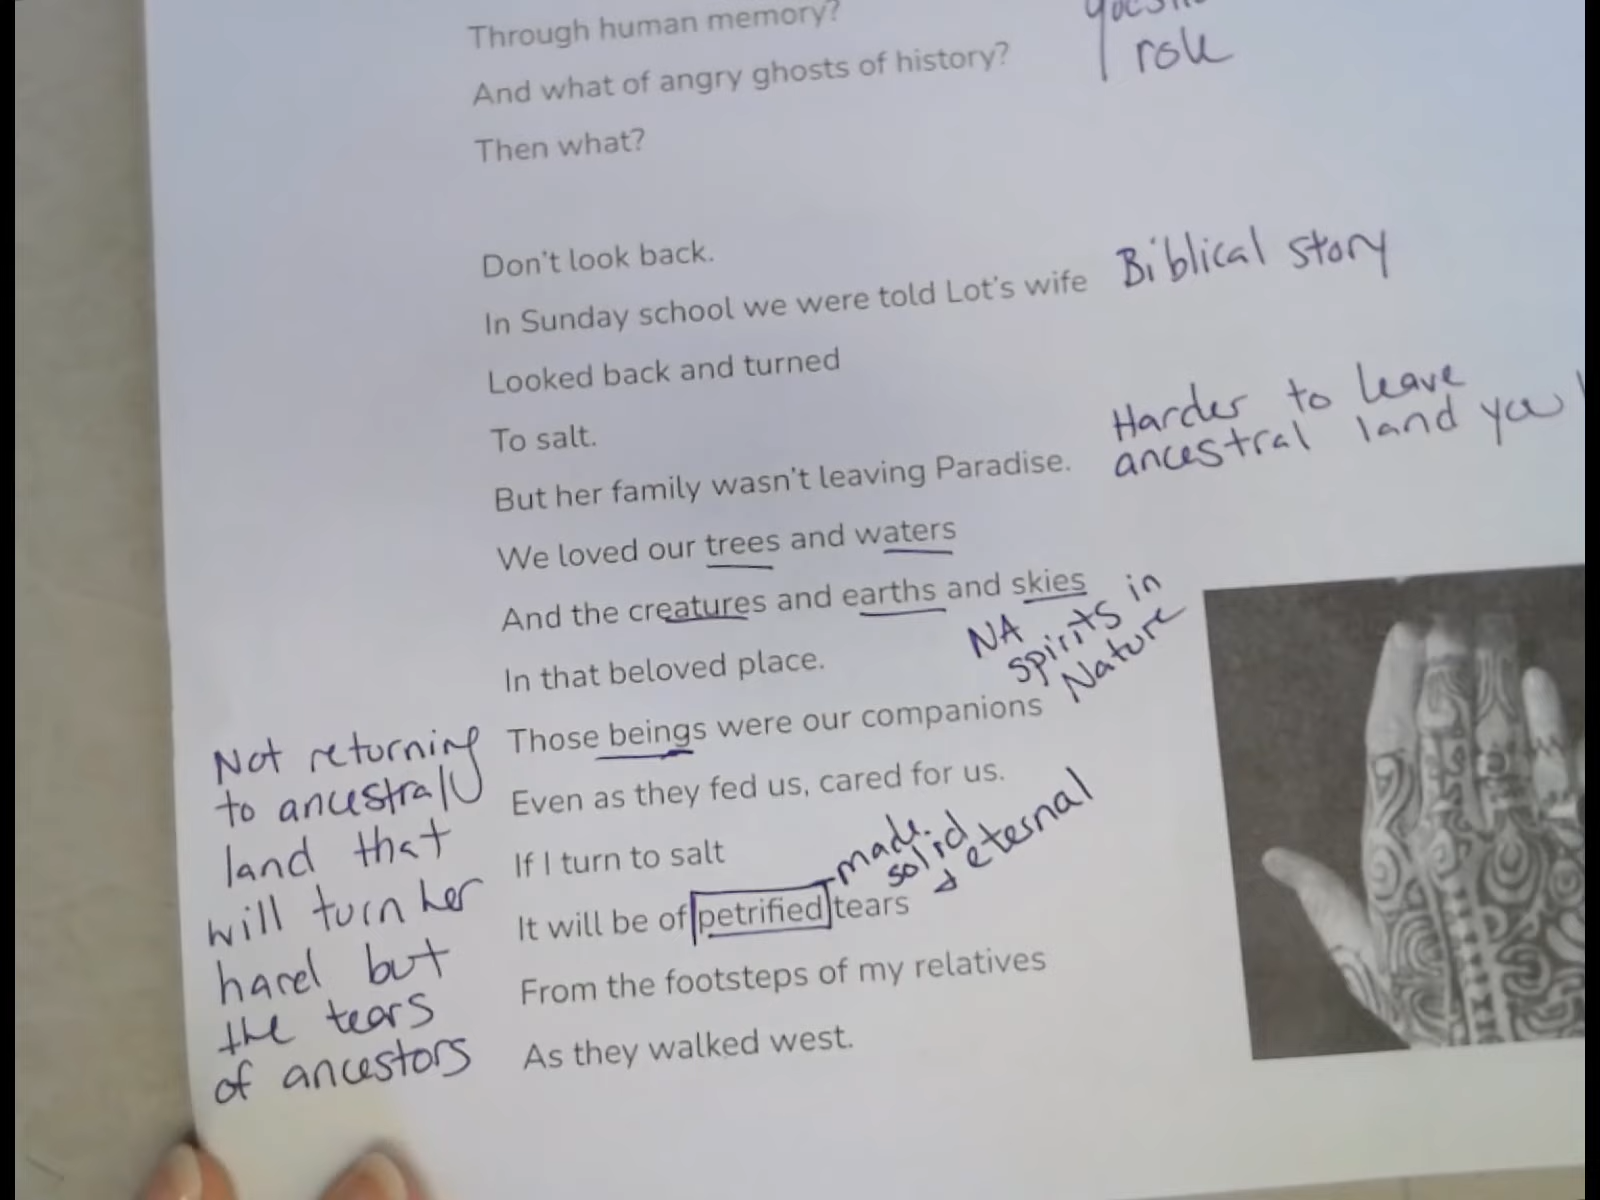 Through human memory?
And what of angry ghosts of history?
role
Then what?
Don't look back.
In Sunday school we were told Lot's wife
Biblical story
Looked back and turned
To salt.
But her family wasn't leaving Paradise.
Harder to leave
ancestral land you
We loved our trees and waters
And the creatures and earths and skies
NA
spirits in
Nature
In that beloved place.
Those beings were our companions
Even as they fed us, cared for us.
If I turn to salt
made
solid
& eternal
It will be of petrified tears
From the footsteps of my relatives
As they walked west.
Not returning
to ancestral
land that
will turn her
hard but
the tears
of ancestors